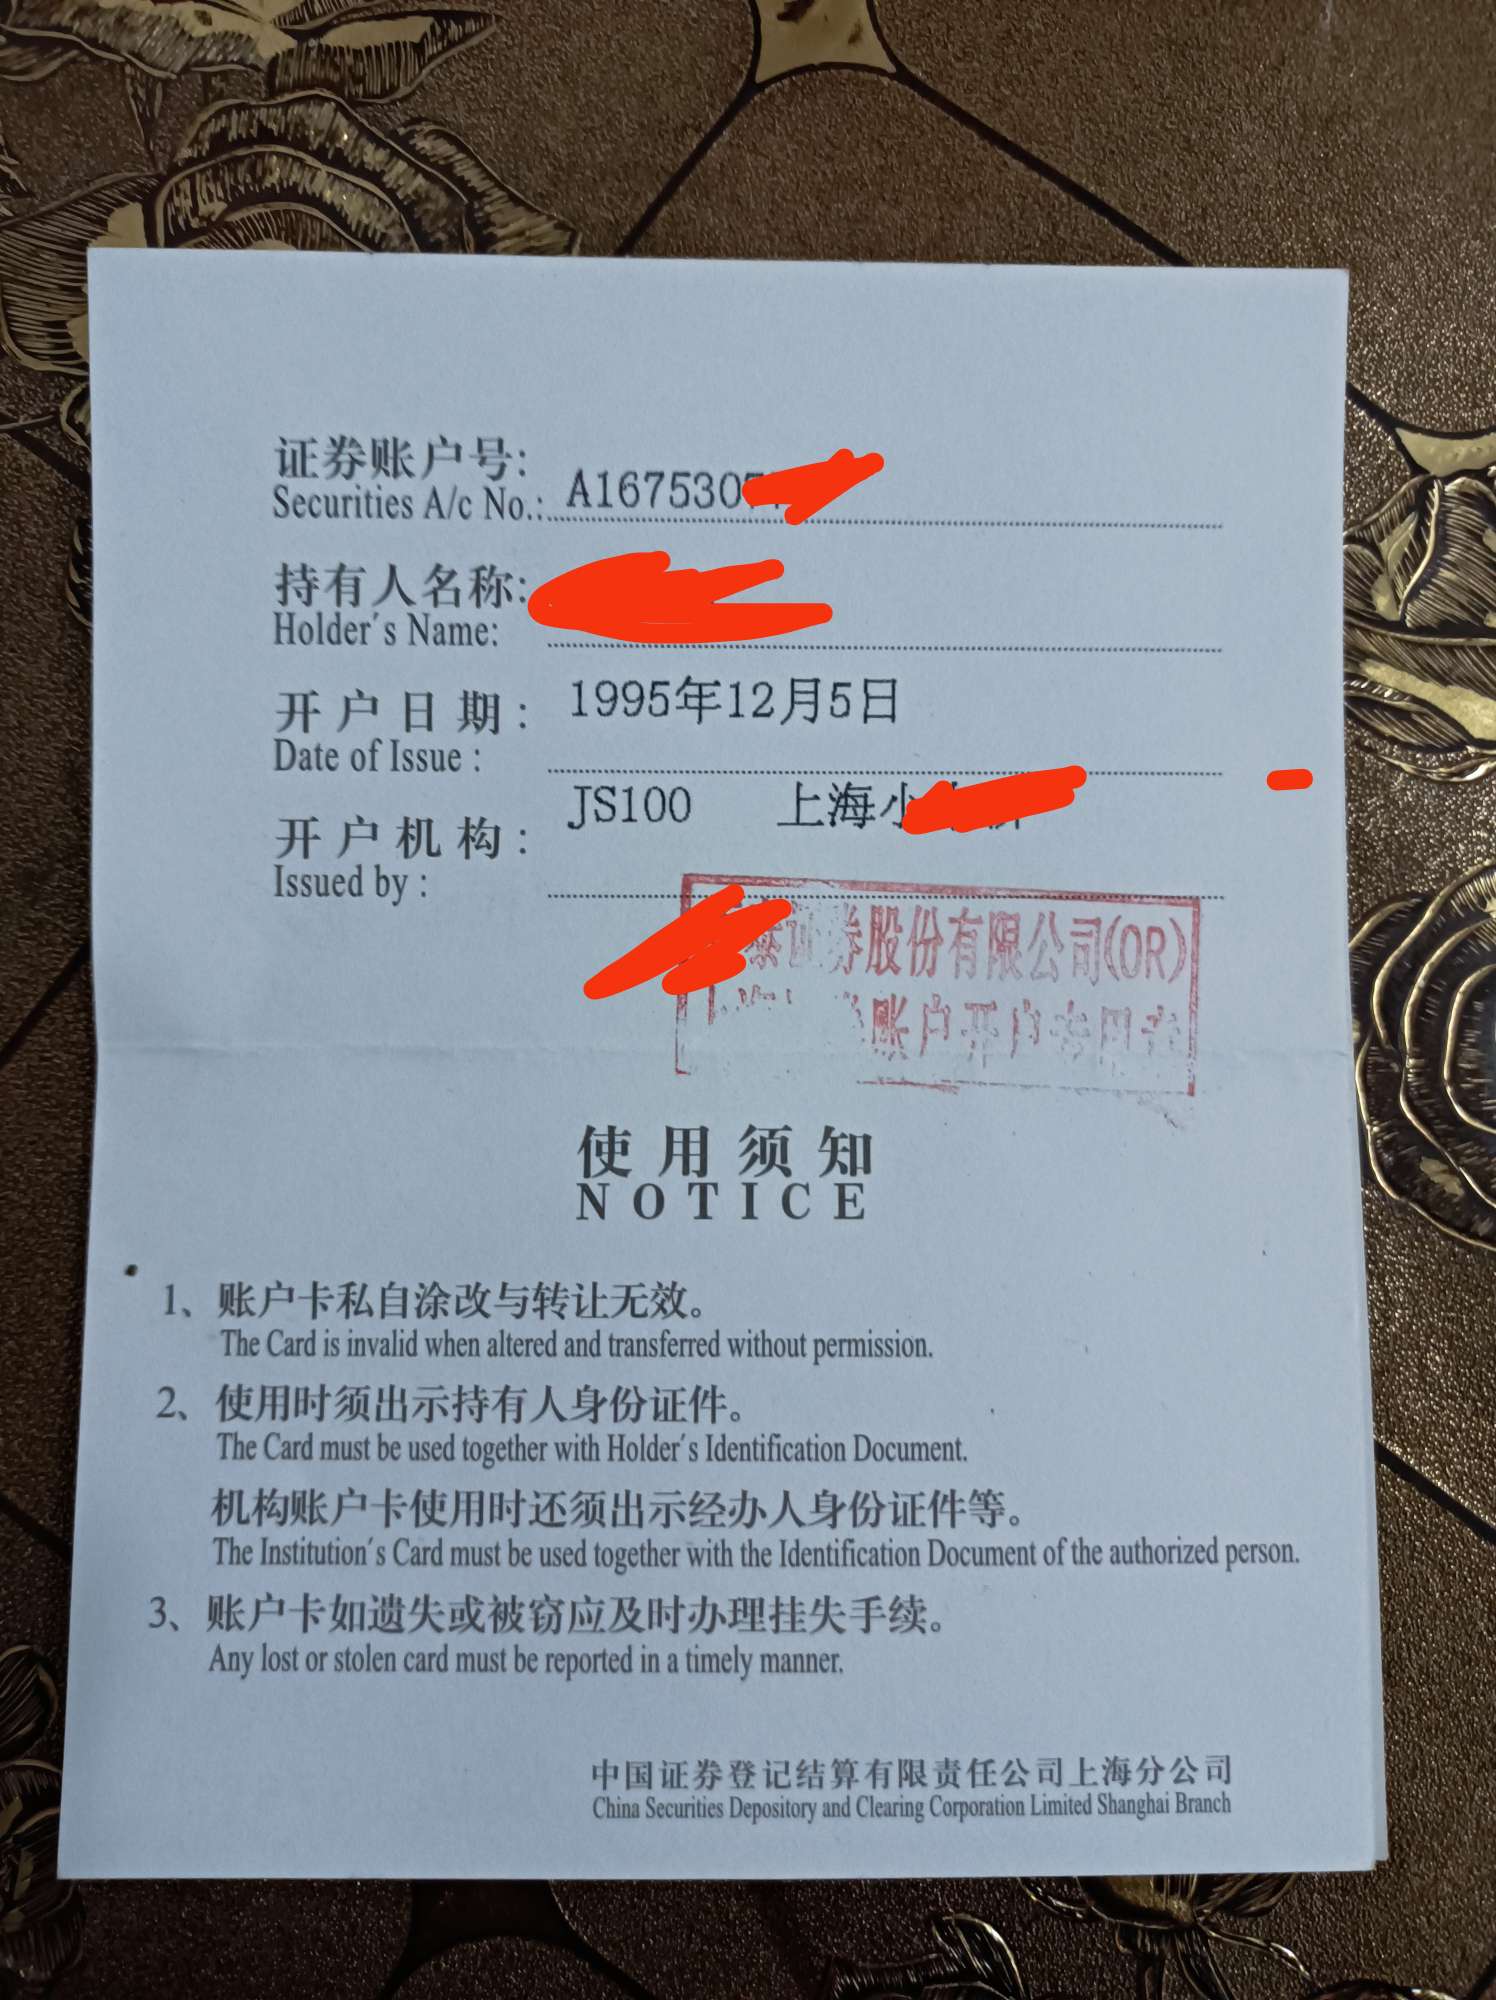 证券账户号:
Securities A/c No.: A167530
持有人名称:
Holder's Name:
开户日期: 1995年12月5日
Date of Issue :
开户机构: JS100 上海小
Issued by :
证券股份有限公司(OR)
账户开户专用章
使用须知
NOTICE
1、账户卡私自涂改与转让无效。
The Card is invalid when altered and transferred without permission.
2、使用时须出示持有人身份证件。
The Card must be used together with Holder's Identification Document.
机构账户卡使用时还须出示经办人身份证件等。
The Institution's Card must be used together with the Identification Document of the authorized person.
3、账户卡如遗失或被窃应及时办理挂失手续。
Any lost or stolen card must be reported in a timely manner.
中国证券登记结算有限责任公司上海分公司
China Securities Depository and Clearing Corporation Limited Shanghai Branch